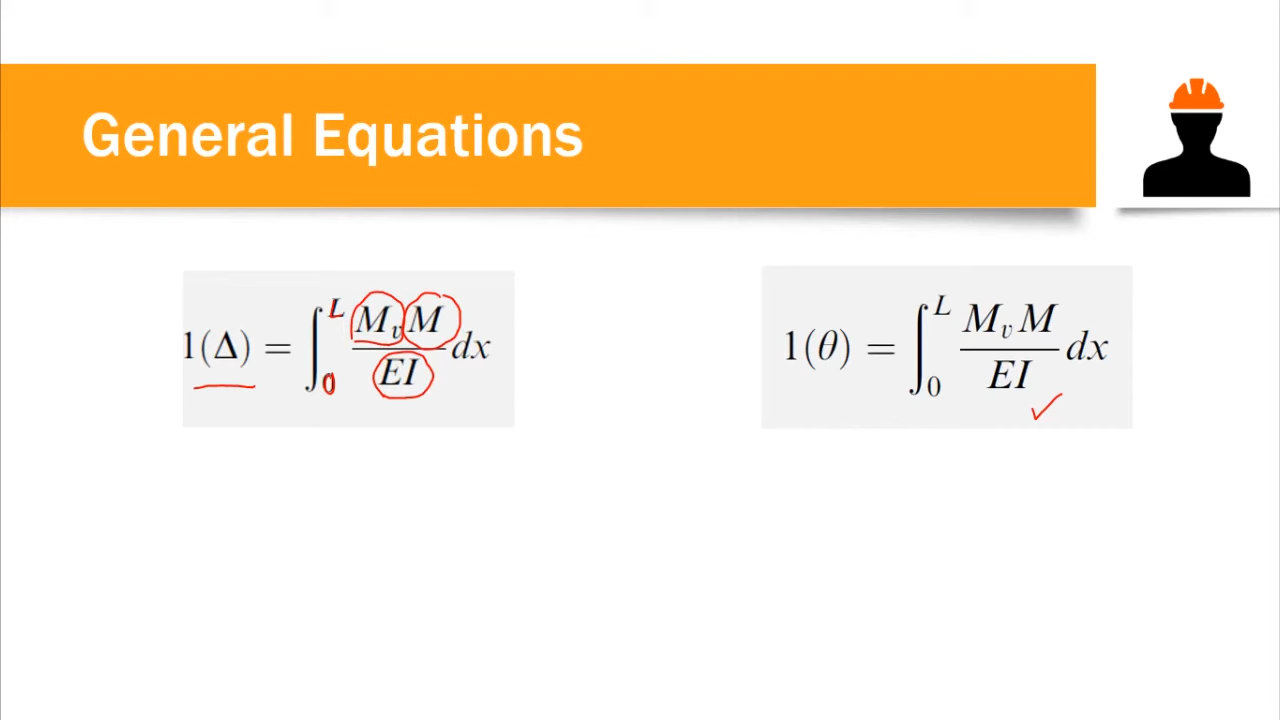 General Equations
1(Δ) = ∫₀ᴸ MᵥM/EI dx
1(θ) = ∫₀ᴸ MᵥM/EI dx